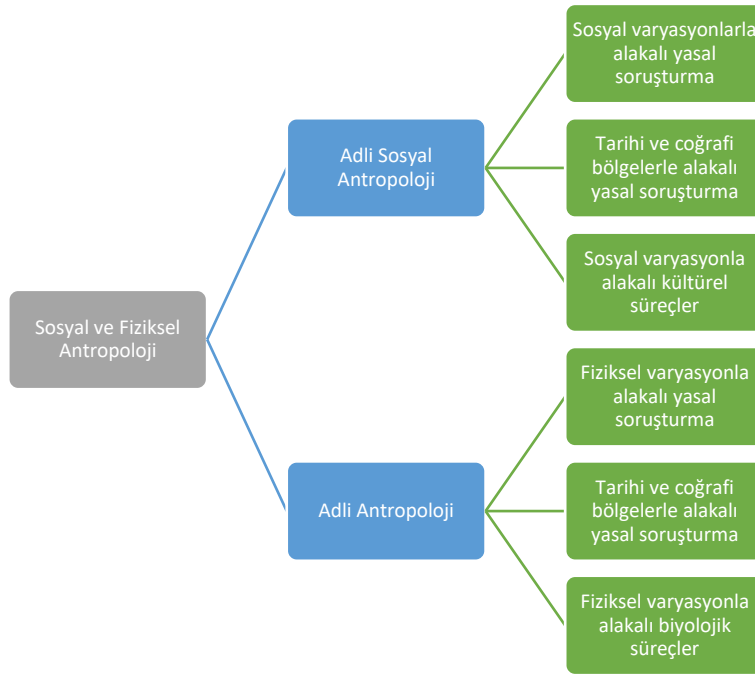 Sosyal ve Fiziksel
Antropoloji
Adli Sosyal
Antropoloji
Sosyal varyasyonlarla
alakalı yasal
soruşturma
Tarihi ve coğrafi
bölgelerle alakalı
yasal soruşturma
Sosyal varyasyonla
alakalı kültürel
süreçler
Adli Antropoloji
Fiziksel varyasyonla
alakalı yasal
soruşturma
Tarihi ve coğrafi
bölgelerle alakalı
yasal soruşturma
Fiziksel varyasyonla
alakalı biyolojik
süreçler